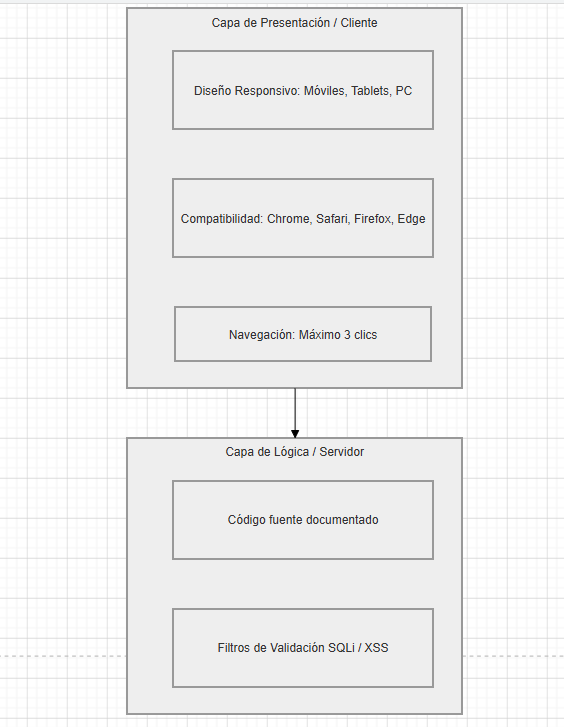 Capa de Presentación / Cliente
Diseño Responsivo: Móviles, Tablets, PC
Compatibilidad: Chrome, Safari, Firefox, Edge
Navegación: Máximo 3 clics
Capa de Lógica / Servidor
Código fuente documentado
Filtros de Validación SQLi / XSS